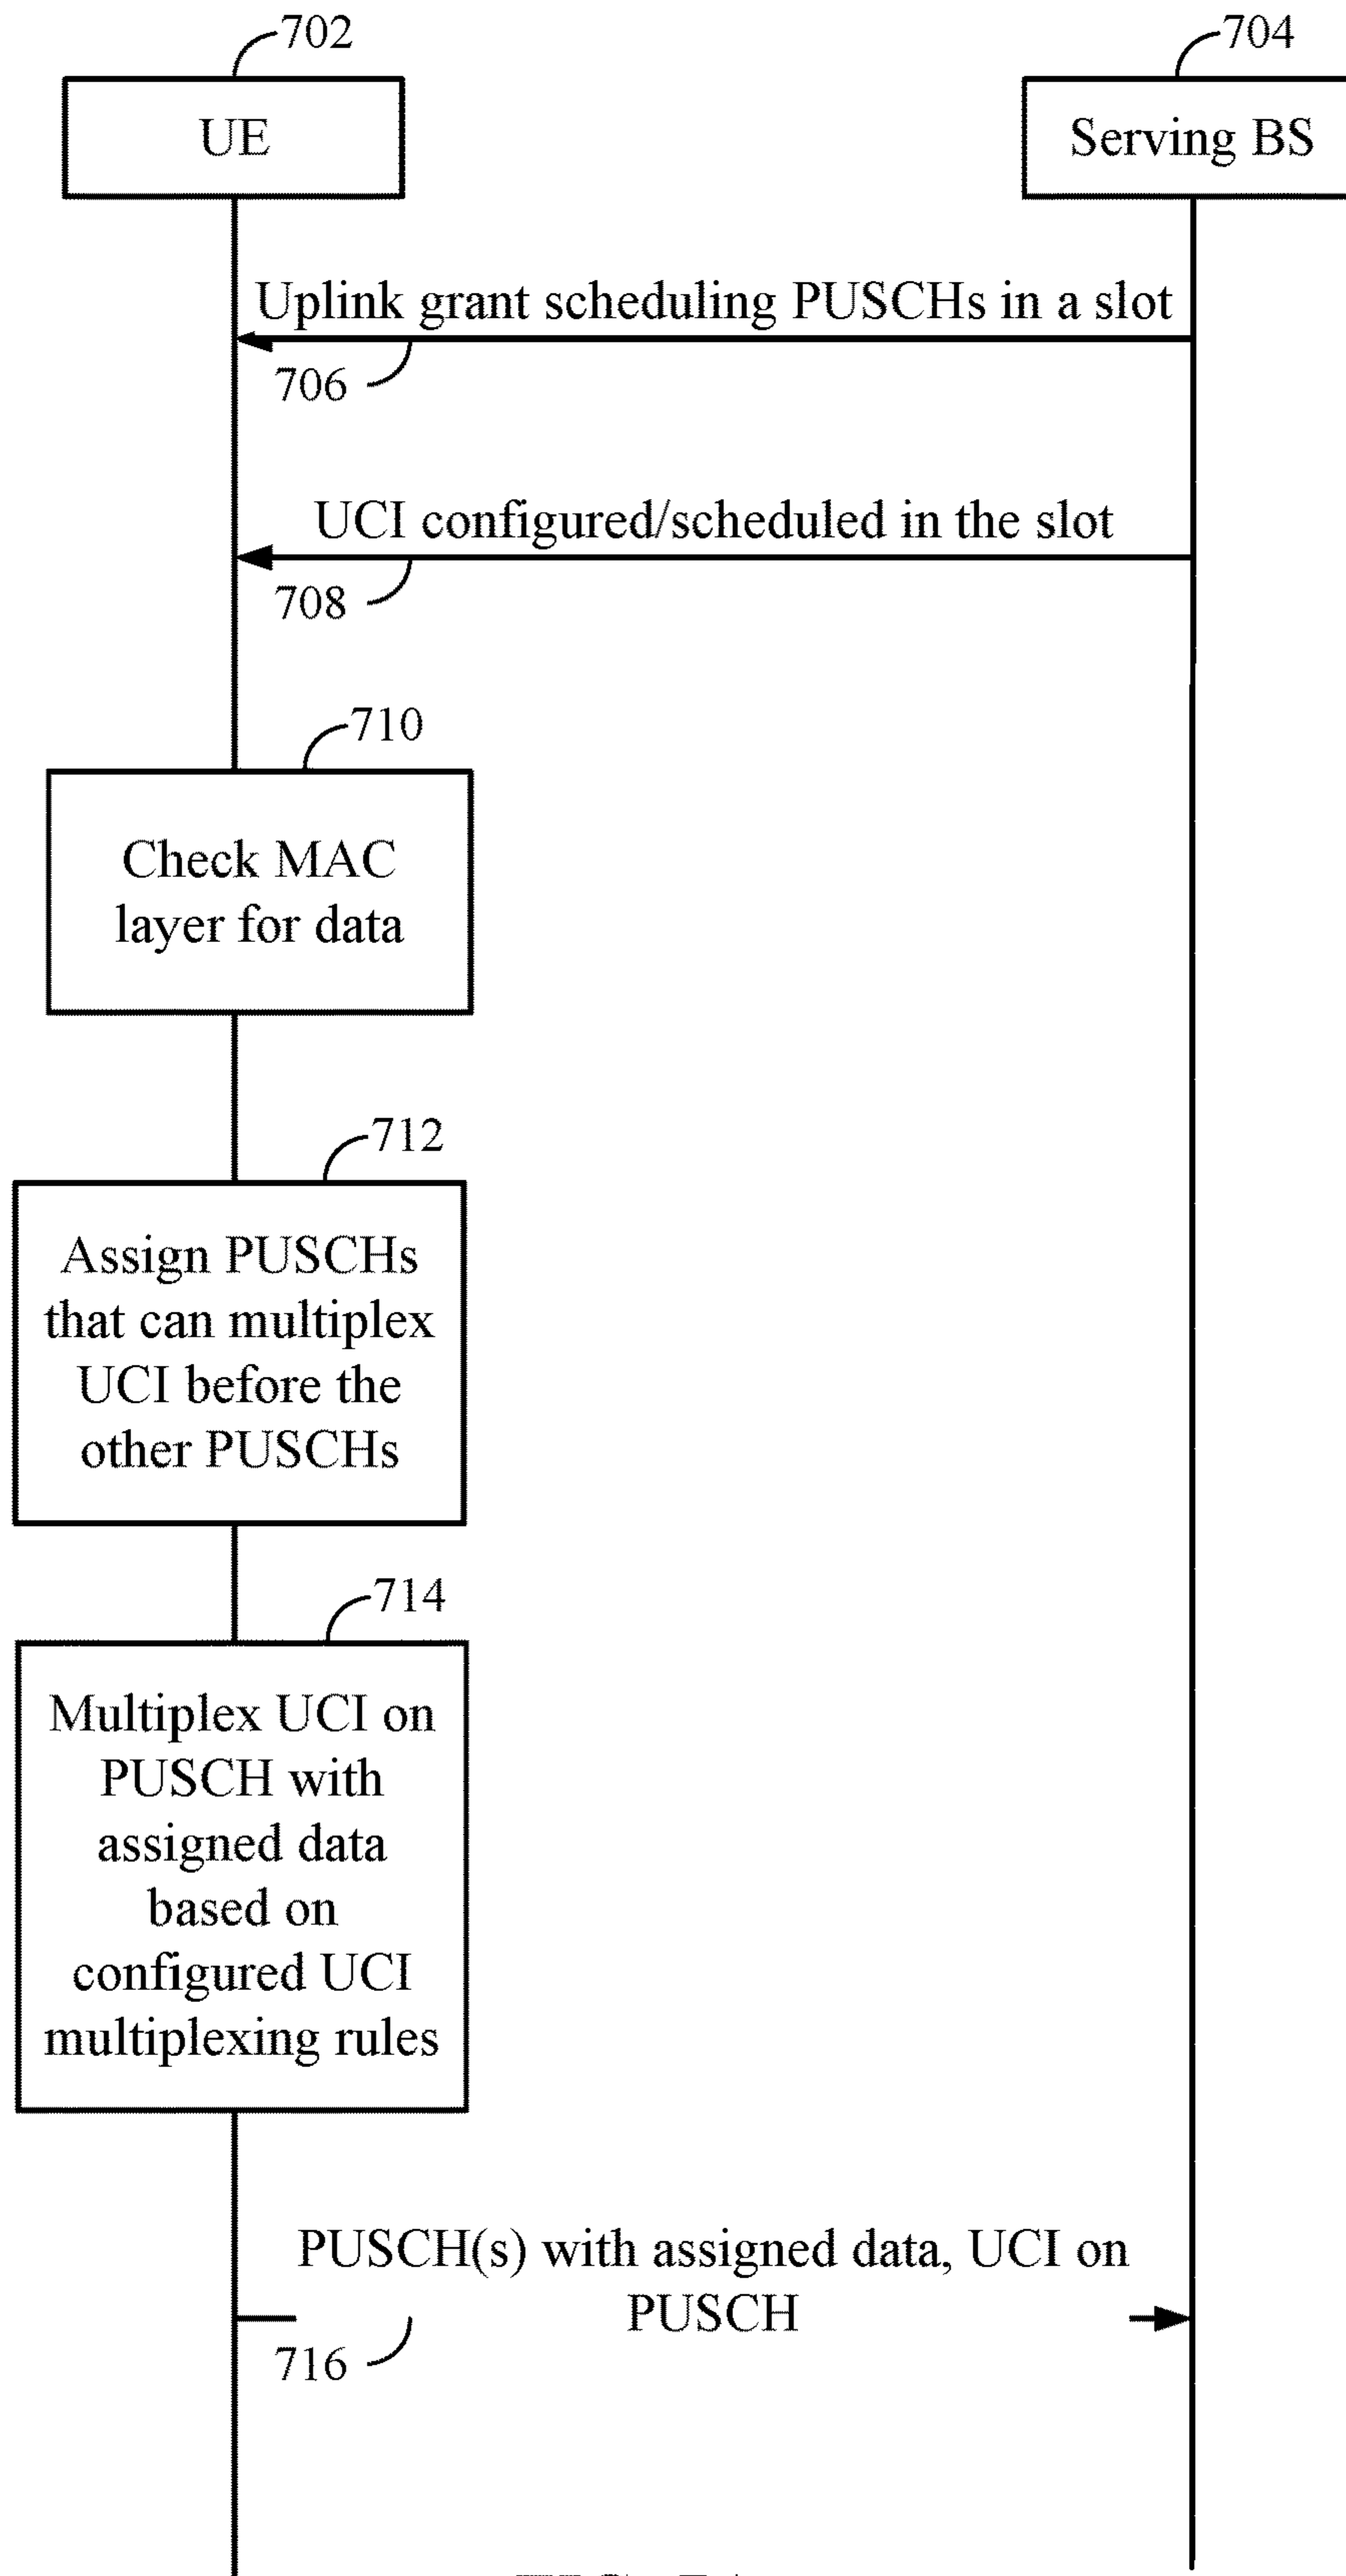 702
704
UE
Serving BS
Uplink grant scheduling PUSCHs in a slot
706
UCI configured/scheduled in the slot
708
710
Check MAC
layer for data
712
Assign PUSCHs
that can multiplex
UCI before the
other PUSCHs
714
Multiplex UCI on
PUSCH with
assigned data
based on
configured UCI
multiplexing rules
PUSCH(s) with assigned data, UCI on
PUSCH
716